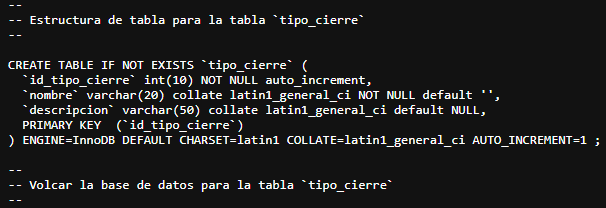 --
-- Estructura de tabla para la tabla `tipo_cierre`
--
CREATE TABLE IF NOT EXISTS `tipo_cierre` (
  `id_tipo_cierre` int(10) NOT NULL auto_increment,
  `nombre` varchar(20) collate latin1_general_ci NOT NULL default '',
  `descripcion` varchar(50) collate latin1_general_ci default NULL,
  PRIMARY KEY  (`id_tipo_cierre`)
) ENGINE=InnoDB DEFAULT CHARSET=latin1 COLLATE=latin1_general_ci AUTO_INCREMENT=1 ;
--
-- Volcar la base de datos para la tabla `tipo_cierre`
--